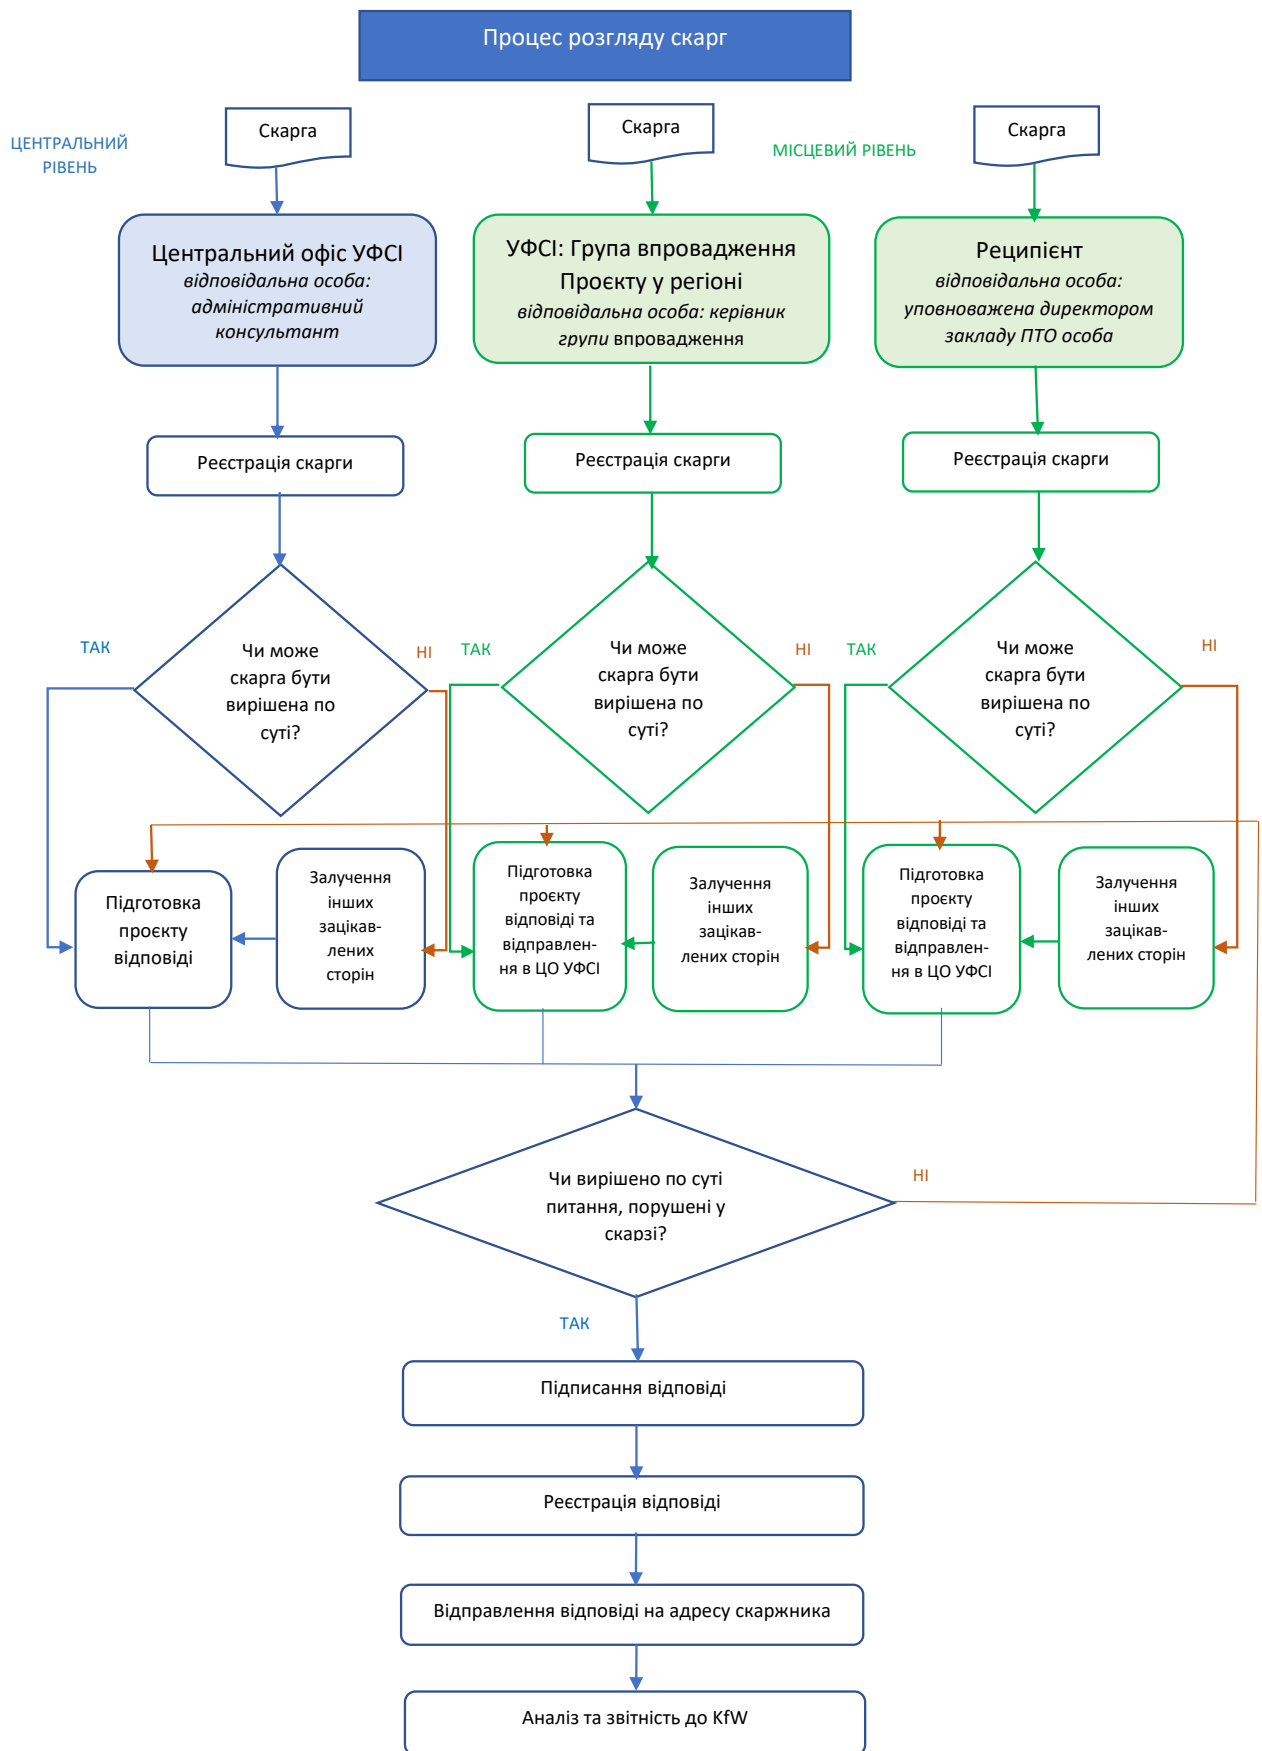 Процес розгляду скарг
Скарга
Скарга
Скарга
ЦЕНТРАЛЬНИЙ
РІВЕНЬ
МІСЦЕВИЙ РІВЕНЬ
Центральний офіс УФСІ
відповідальна особа:
адміністративний
консультант
УФСІ: Група впровадження
Проєкту у регіоні
відповідальна особа: керівник
групи впровадження
Реципієнт
відповідальна особа:
уповноважена директором
закладу ПТО особа
Реєстрація скарги
Реєстрація скарги
Реєстрація скарги
ТАК
Чи може
скарга бути
вирішена по
суті?
НІ
ТАК
Чи може
скарга бути
вирішена по
суті?
НІ
ТАК
Чи може
скарга бути
вирішена по
суті?
НІ
Підготовка
проєкту
відповіді
Залучення
інших
зацікав-
лених
сторін
Підготовка
проєкту
відповіді та
відправлен-
ня в ЦО УФСІ
Залучення
інших
зацікав-
лених сторін
Підготовка
проєкту
відповіді та
відправлен-
ня в ЦО УФСІ
Залучення
інших
зацікав-
лених сторін
Чи вирішено по суті
питання, порушені у
скарзі?
НІ
ТАК
Підписання відповіді
Реєстрація відповіді
Відправлення відповіді на адресу скаржника
Аналіз та звітність до KfW